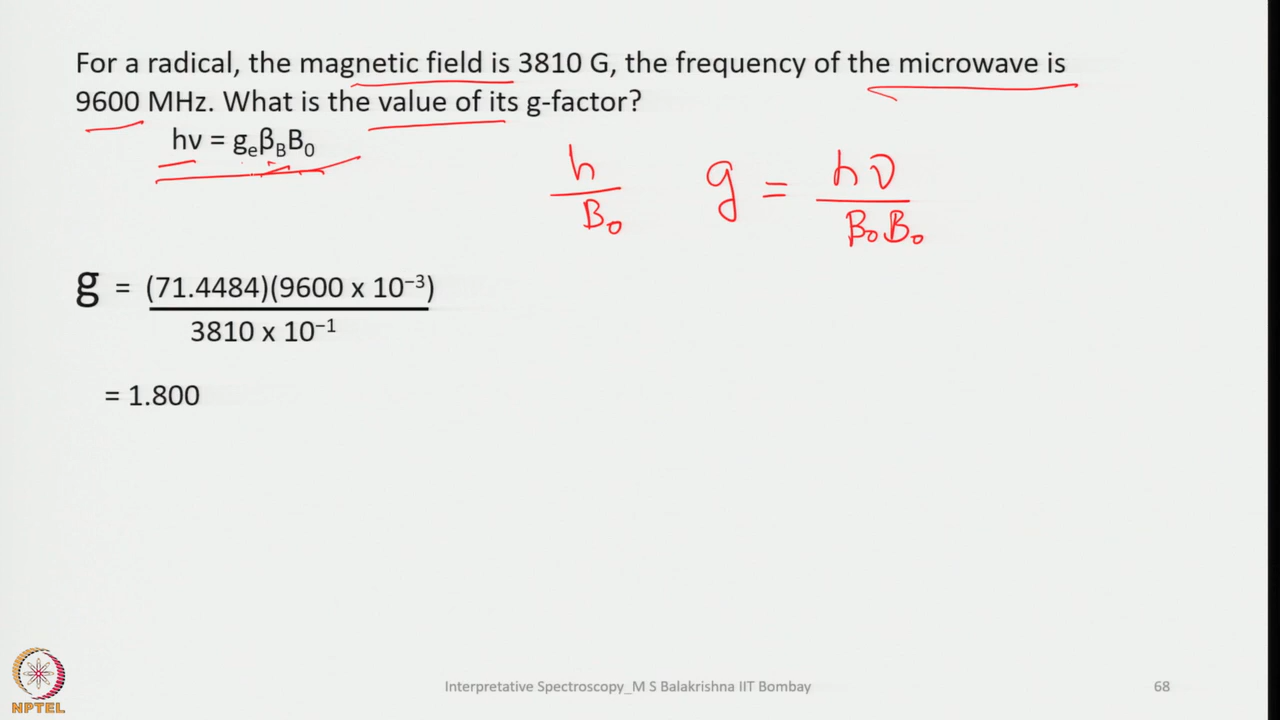 For a radical, the magnetic field is 3810 G, the frequency of the microwave is
9600 MHz. What is the value of its g-factor?
hν = gₑβ_BB₀
h / B₀
g = hν / B₀B₀
g = (71.4484)(9600 x 10⁻³)
3810 x 10⁻¹
= 1.800
NPTEL
Interpretative Spectroscopy_M S Balakrishna IIT Bombay
68